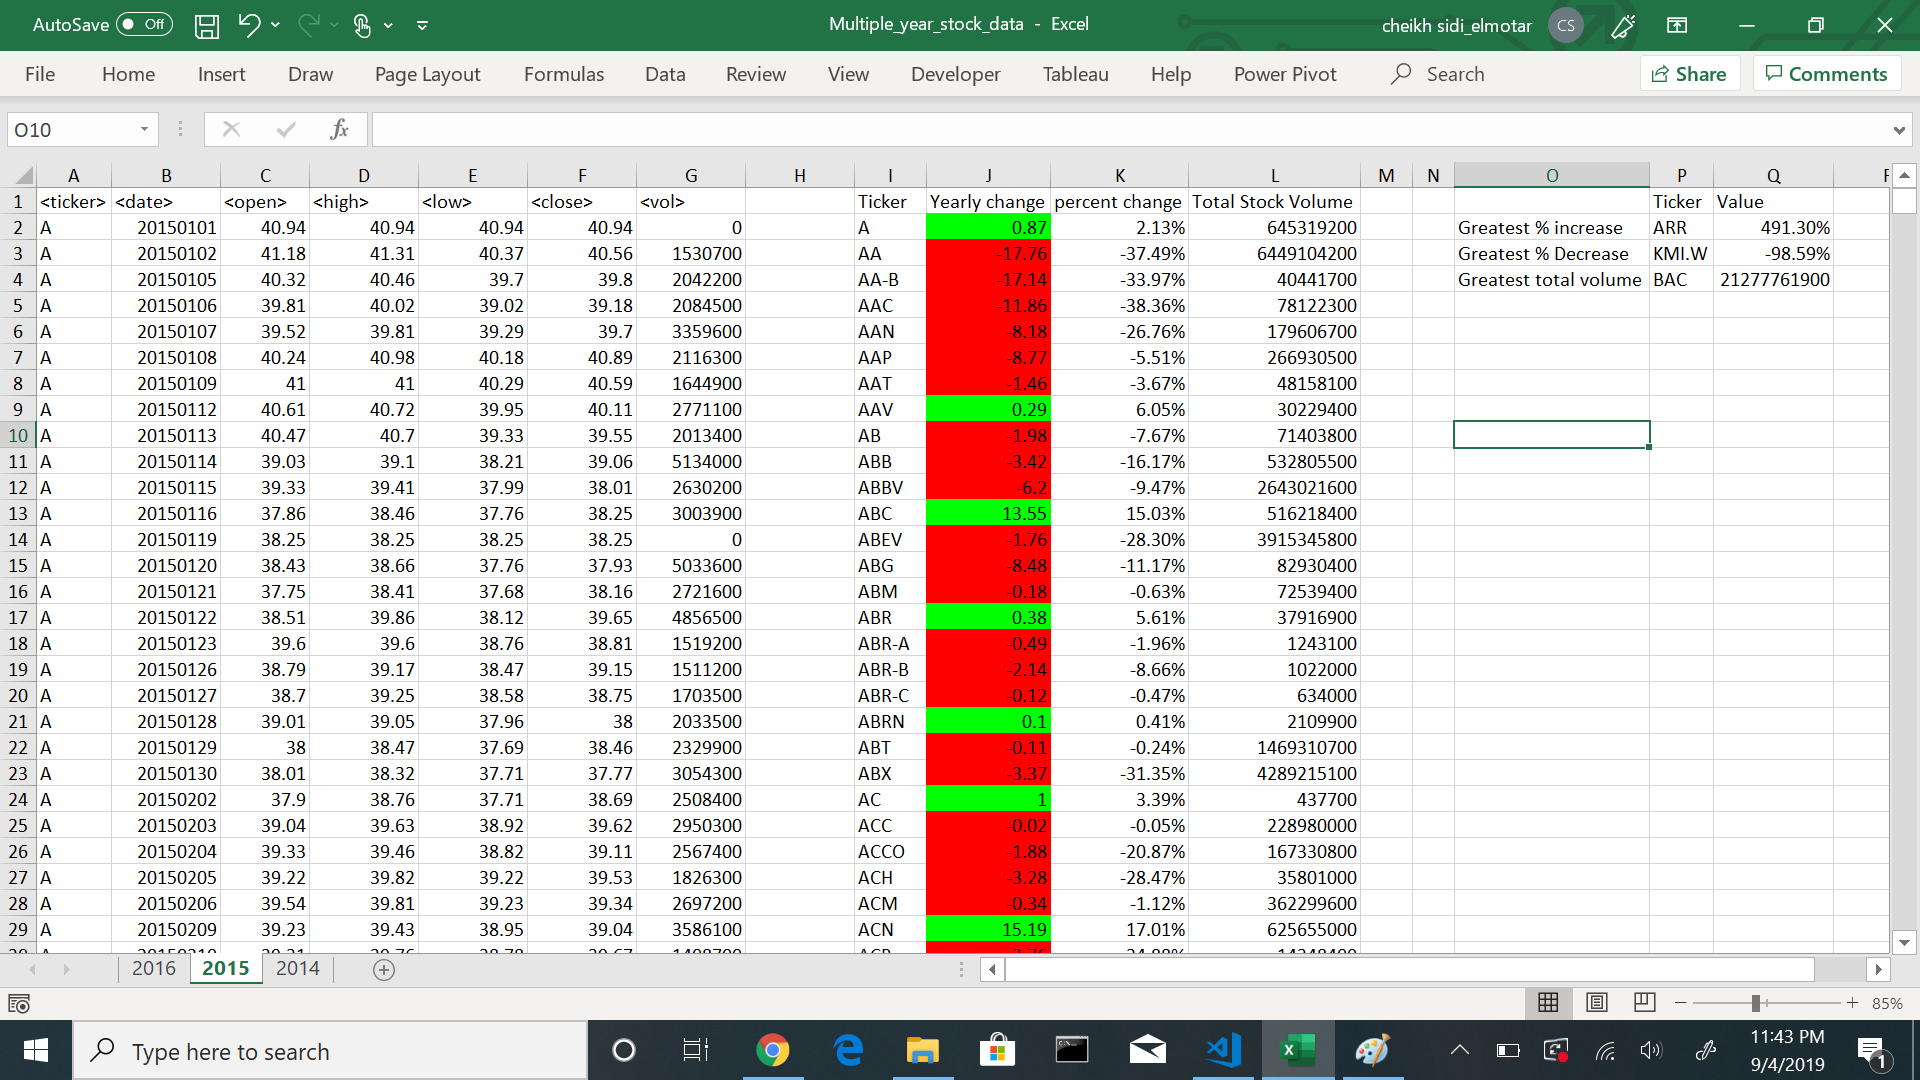 AutoSave Off Multiple_year_stock_data - Excel cheikh sidi_elmotar CS
File Home Insert Draw Page Layout Formulas Data Review View Developer Tableau Help Power Pivot Search Share Comments
O10 fx
A B C D E F G H I J K L M N O P Q
1 <ticker> <date> <open> <high> <low> <close> <vol> Ticker Yearly change percent change Total Stock Volume Ticker Value
2 A 20150101 40.94 40.94 40.94 40.94 0 A 0.87 2.13% 645319200 Greatest % increase ARR 491.30%
3 A 20150102 41.18 41.31 40.37 40.56 1530700 AA -17.76 -37.49% 6449104200 Greatest % Decrease KMI.W -98.59%
4 A 20150105 40.32 40.46 39.7 39.8 2042200 AA-B -17.14 -33.97% 40441700 Greatest total volume BAC 21277761900
5 A 20150106 39.81 40.02 39.02 39.18 2084500 AAC -11.86 -38.36% 78122300
6 A 20150107 39.52 39.81 39.29 39.7 3359600 AAN -8.18 -26.76% 179606700
7 A 20150108 40.24 40.98 40.18 40.89 2116300 AAP -8.77 -5.51% 266930500
8 A 20150109 41 41 40.29 40.59 1644900 AAT -1.46 -3.67% 48158100
9 A 20150112 40.61 40.72 39.95 40.11 2771100 AAV 0.29 6.05% 30229400
10 A 20150113 40.47 40.7 39.33 39.55 2013400 AB -1.98 -7.67% 71403800
11 A 20150114 39.03 39.1 38.21 39.06 5134000 ABB -3.42 -16.17% 532805500
12 A 20150115 39.33 39.41 37.99 38.01 2630200 ABBV -6.2 -9.47% 2643021600
13 A 20150116 37.86 38.46 37.76 38.25 3003900 ABC 13.55 15.03% 516218400
14 A 20150119 38.25 38.25 38.25 38.25 0 ABEV -1.76 -28.30% 3915345800
15 A 20150120 38.43 38.66 37.76 37.93 5033600 ABG -8.48 -11.17% 82930400
16 A 20150121 37.75 38.41 37.68 38.16 2721600 ABM -0.18 -0.63% 72539400
17 A 20150122 38.51 39.86 38.12 39.65 4856500 ABR 0.38 5.61% 37916900
18 A 20150123 39.6 39.6 38.76 38.81 1519200 ABR-A -0.49 -1.96% 1243100
19 A 20150126 38.79 39.17 38.47 39.15 1511200 ABR-B -2.14 -8.66% 1022000
20 A 20150127 38.7 39.25 38.58 38.75 1703500 ABR-C -0.12 -0.47% 634000
21 A 20150128 39.01 39.05 37.96 38 2033500 ABRN 0.1 0.41% 2109900
22 A 20150129 38 38.47 37.69 38.46 2329900 ABT -0.11 -0.24% 1469310700
23 A 20150130 38.01 38.32 37.71 37.77 3054300 ABX -3.37 -31.35% 4289215100
24 A 20150202 37.9 38.76 37.71 38.69 2508400 AC 1 3.39% 437700
25 A 20150203 39.04 39.63 38.92 39.62 2950300 ACC -0.02 -0.05% 228980000
26 A 20150204 39.33 39.46 38.82 39.11 2567400 ACCO -1.88 -20.87% 167330800
27 A 20150205 39.22 39.82 39.22 39.53 1826300 ACH -3.28 -28.47% 35801000
28 A 20150206 39.54 39.81 39.23 39.34 2697200 ACM -0.34 -1.12% 362299600
29 A 20150209 39.23 39.43 38.95 39.04 3586100 ACN 15.19 17.01% 625655000
2016 2015 2014
85%
Type here to search 11:43 PM
9/4/2019 1